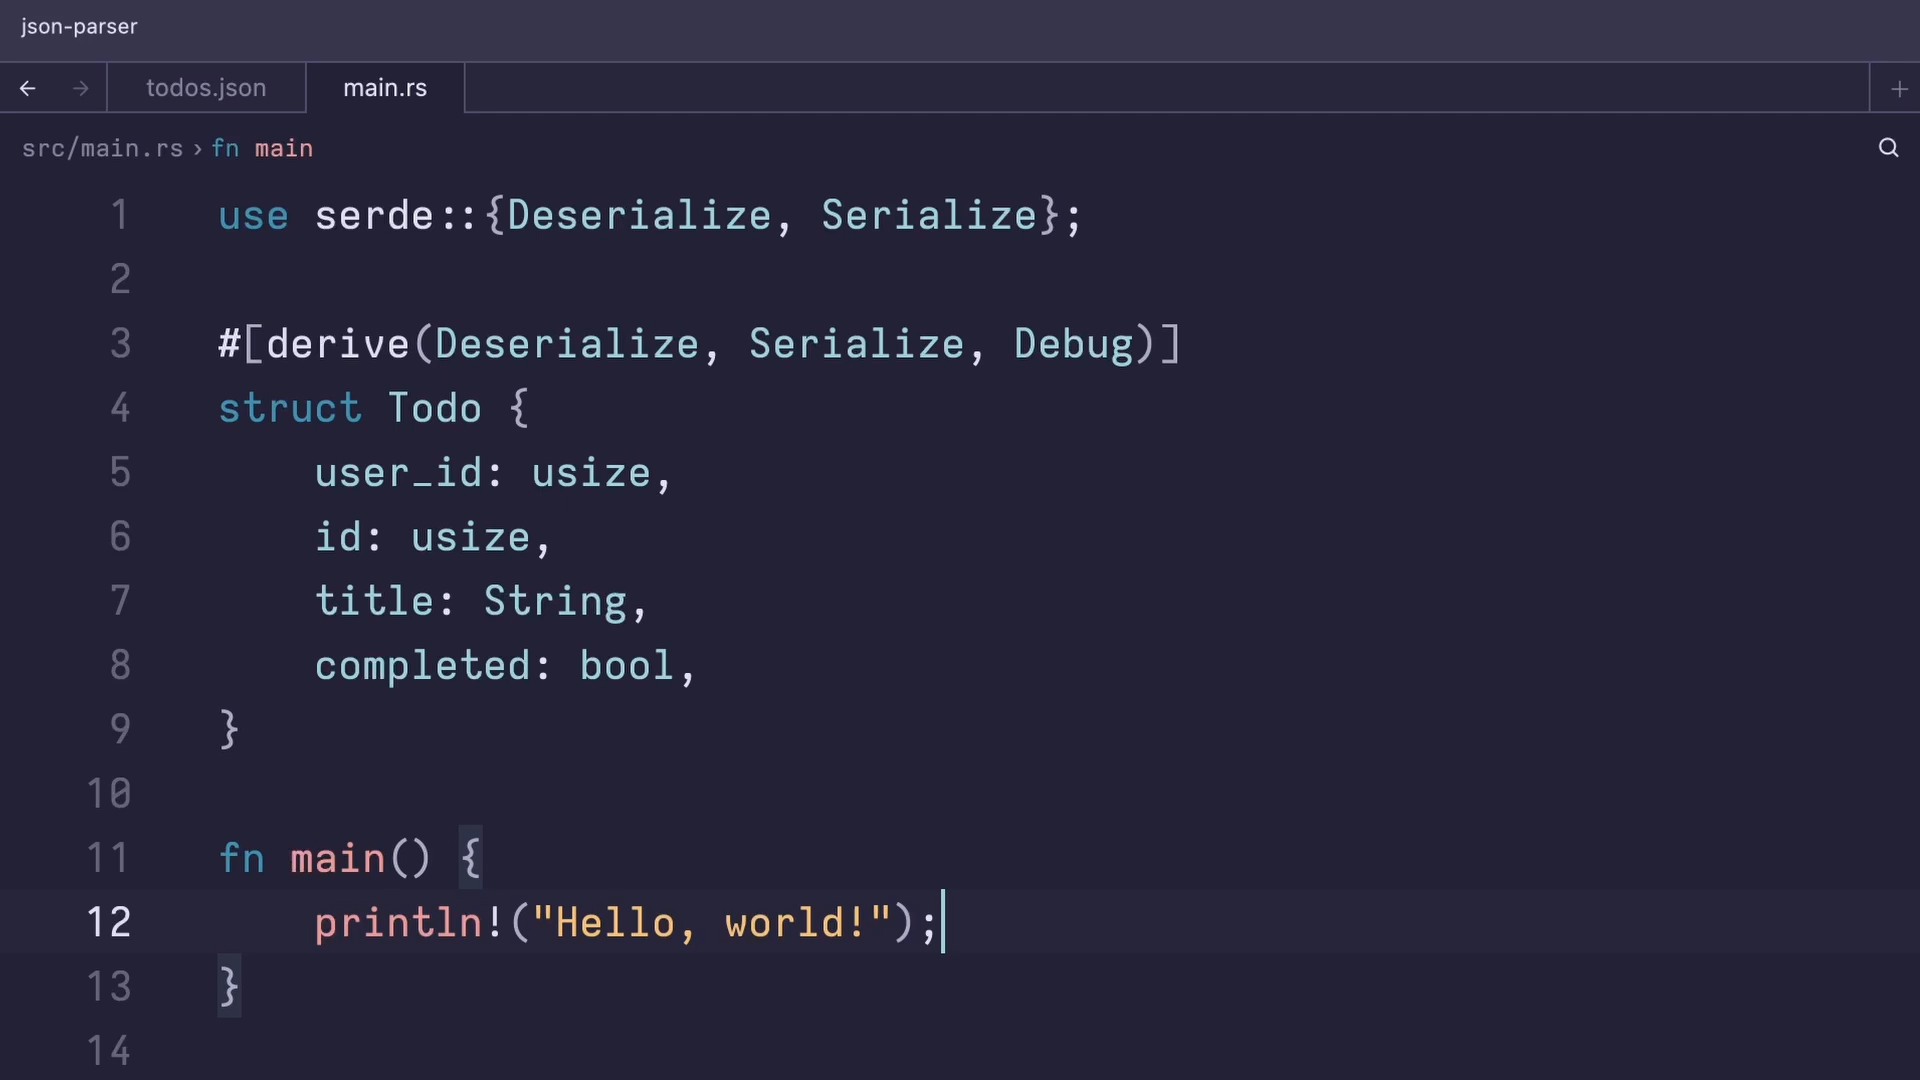 json-parser
todos.json main.rs
src/main.rs › fn main
1 use serde::{Deserialize, Serialize};
2
3 #[derive(Deserialize, Serialize, Debug)]
4 struct Todo {
5     user_id: usize,
6     id: usize,
7     title: String,
8     completed: bool,
9 }
10
11 fn main() {
12     println!("Hello, world!");
13 }
14